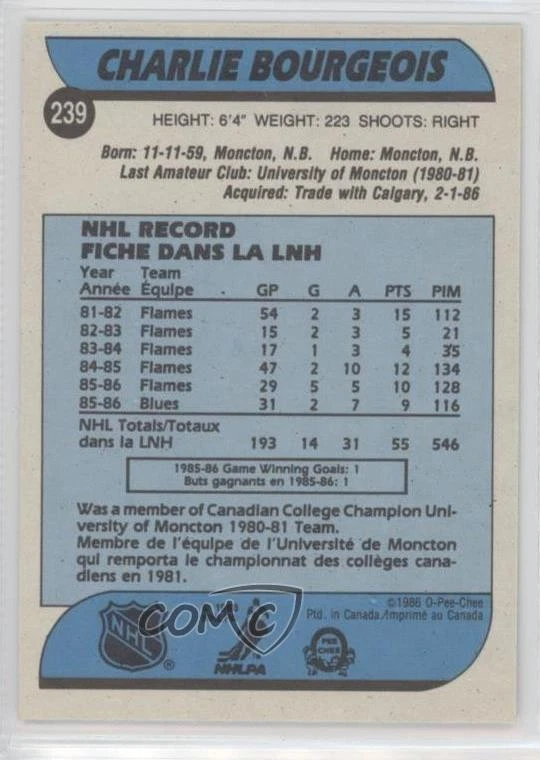 CHARLIE BOURGEOIS
239
HEIGHT: 6'4" WEIGHT: 223 SHOOTS: RIGHT
Born: 11-11-59, Moncton, N.B. Home: Moncton, N.B.
Last Amateur Club: University of Moncton (1980-81)
Acquired: Trade with Calgary, 2-1-86
NHL RECORD
FICHE DANS LA LNH
Year Team
Année Équipe GP G A PTS PIM
81-82 Flames 54 2 3 15 112
82-83 Flames 15 2 3 5 21
83-84 Flames 17 1 3 4 35
84-85 Flames 47 2 10 12 134
85-86 Flames 29 5 5 10 128
85-86 Blues 31 2 7 9 116
NHL Totals/Totaux
dans la LNH 193 14 31 55 546
1985-86 Game Winning Goals: 1
Buts gagnants en 1985-86: 1
Was a member of Canadian College Champion Uni-
versity of Moncton 1980-81 Team.
Membre de l'équipe de l'Université de Moncton
qui remporta le championnat des collèges cana-
diens en 1981.
©1986 O-Pee-Chee
Ptd. in Canada/Imprimé au Canada
NHL
®
COMC
NHLPA
PEE
CHEE